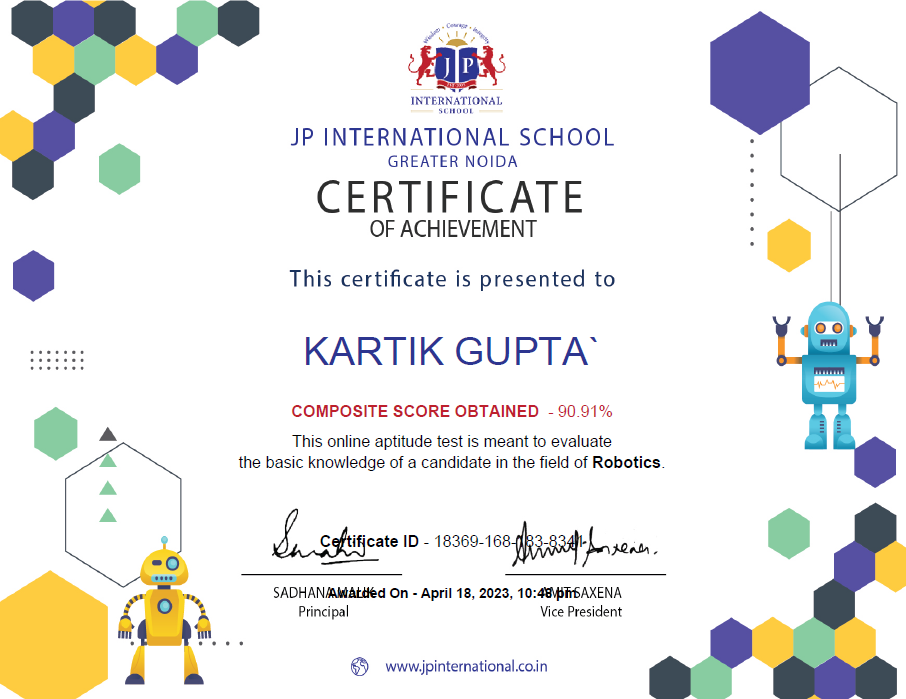 Wisdom • Courage • Integrity
JP
INTERNATIONAL
SCHOOL
JP INTERNATIONAL SCHOOL
GREATER NOIDA
CERTIFICATE
OF ACHIEVEMENT
This certificate is presented to
KARTIK GUPTA`
COMPOSITE SCORE OBTAINED - 90.91%
This online aptitude test is meant to evaluate
the basic knowledge of a candidate in the field of Robotics.
Certificate ID - 18369-168-183-8341
Awarded On - April 18, 2023, 10:48 pm
SADHANA AMIT SAXENA
Principal Vice President
www.jpinternational.co.in